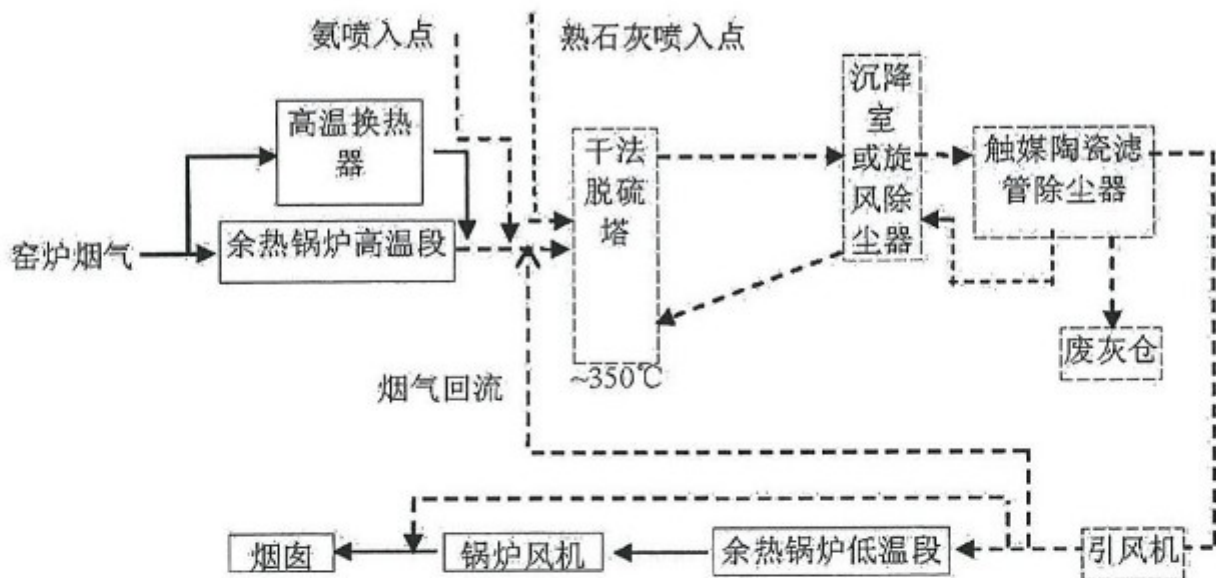 氨喷入点
熟石灰喷入点
高温换热
器
窑炉烟气
余热锅炉高温段
干法
脱硫
塔
~350℃
沉降
室
或旋
风除
尘器
触媒陶瓷滤
管除尘器
废灰仓
烟气回流
烟囱
锅炉风机
余热锅炉低温段
引风机